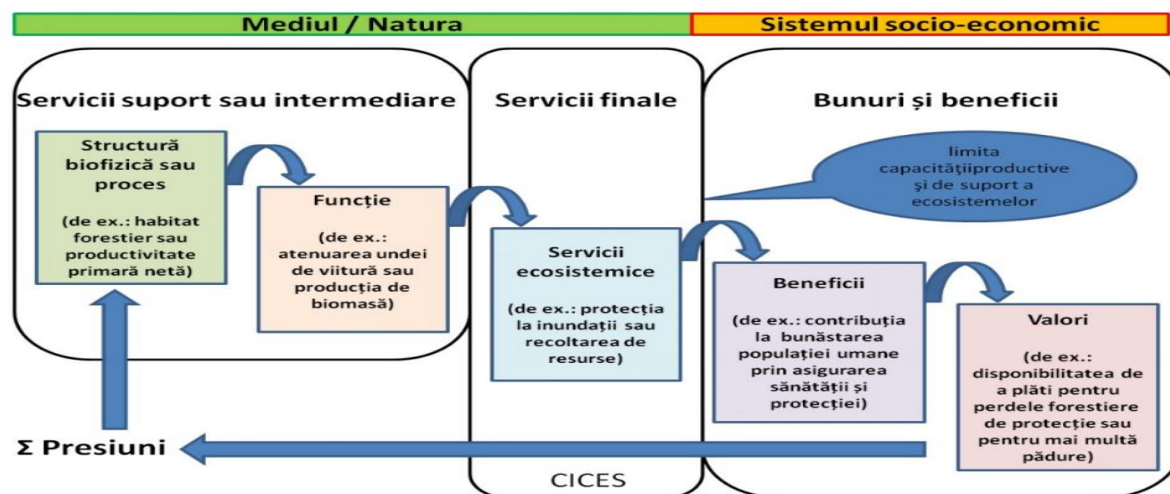 Mediul / Natura
Sistemul socio-economic
Servicii suport sau intermediare
Servicii finale
Bunuri și beneficii
Structură
biofizică sau
proces
(de ex.: habitat
forestier sau
productivitate
primară netă)
Funcție
(de ex.:
atenuarea undei
de viitură sau
producția de
biomasă)
Servicii
ecosistemice
(de ex.: protecția
la inundații sau
recoltarea de
resurse)
limita
capacităţiiproductive
şi de suport a
ecosistemelor
Beneficii
(de ex.: contribuția
la bunăstarea
populației umane
prin asigurarea
sănătății și
protecției)
Valori
(de ex.:
disponibilitatea de
a plăti pentru
perdele forestiere
de protecție sau
pentru mai multă
pădure)
Σ Presiuni
CICES